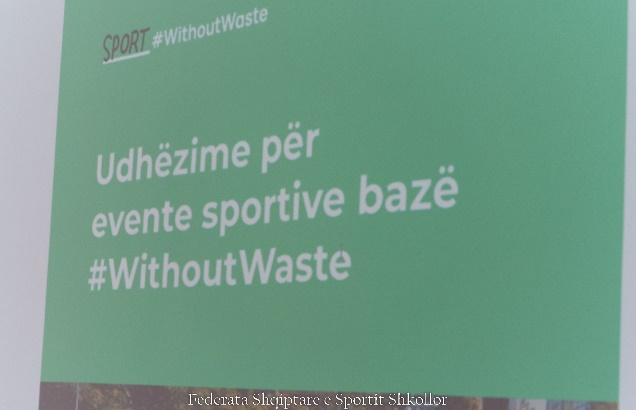 SPORT #WithoutWaste
Udhëzime për
evente sportive bazë
#WithoutWaste
Federata Shqiptare e Sportit Shkollor